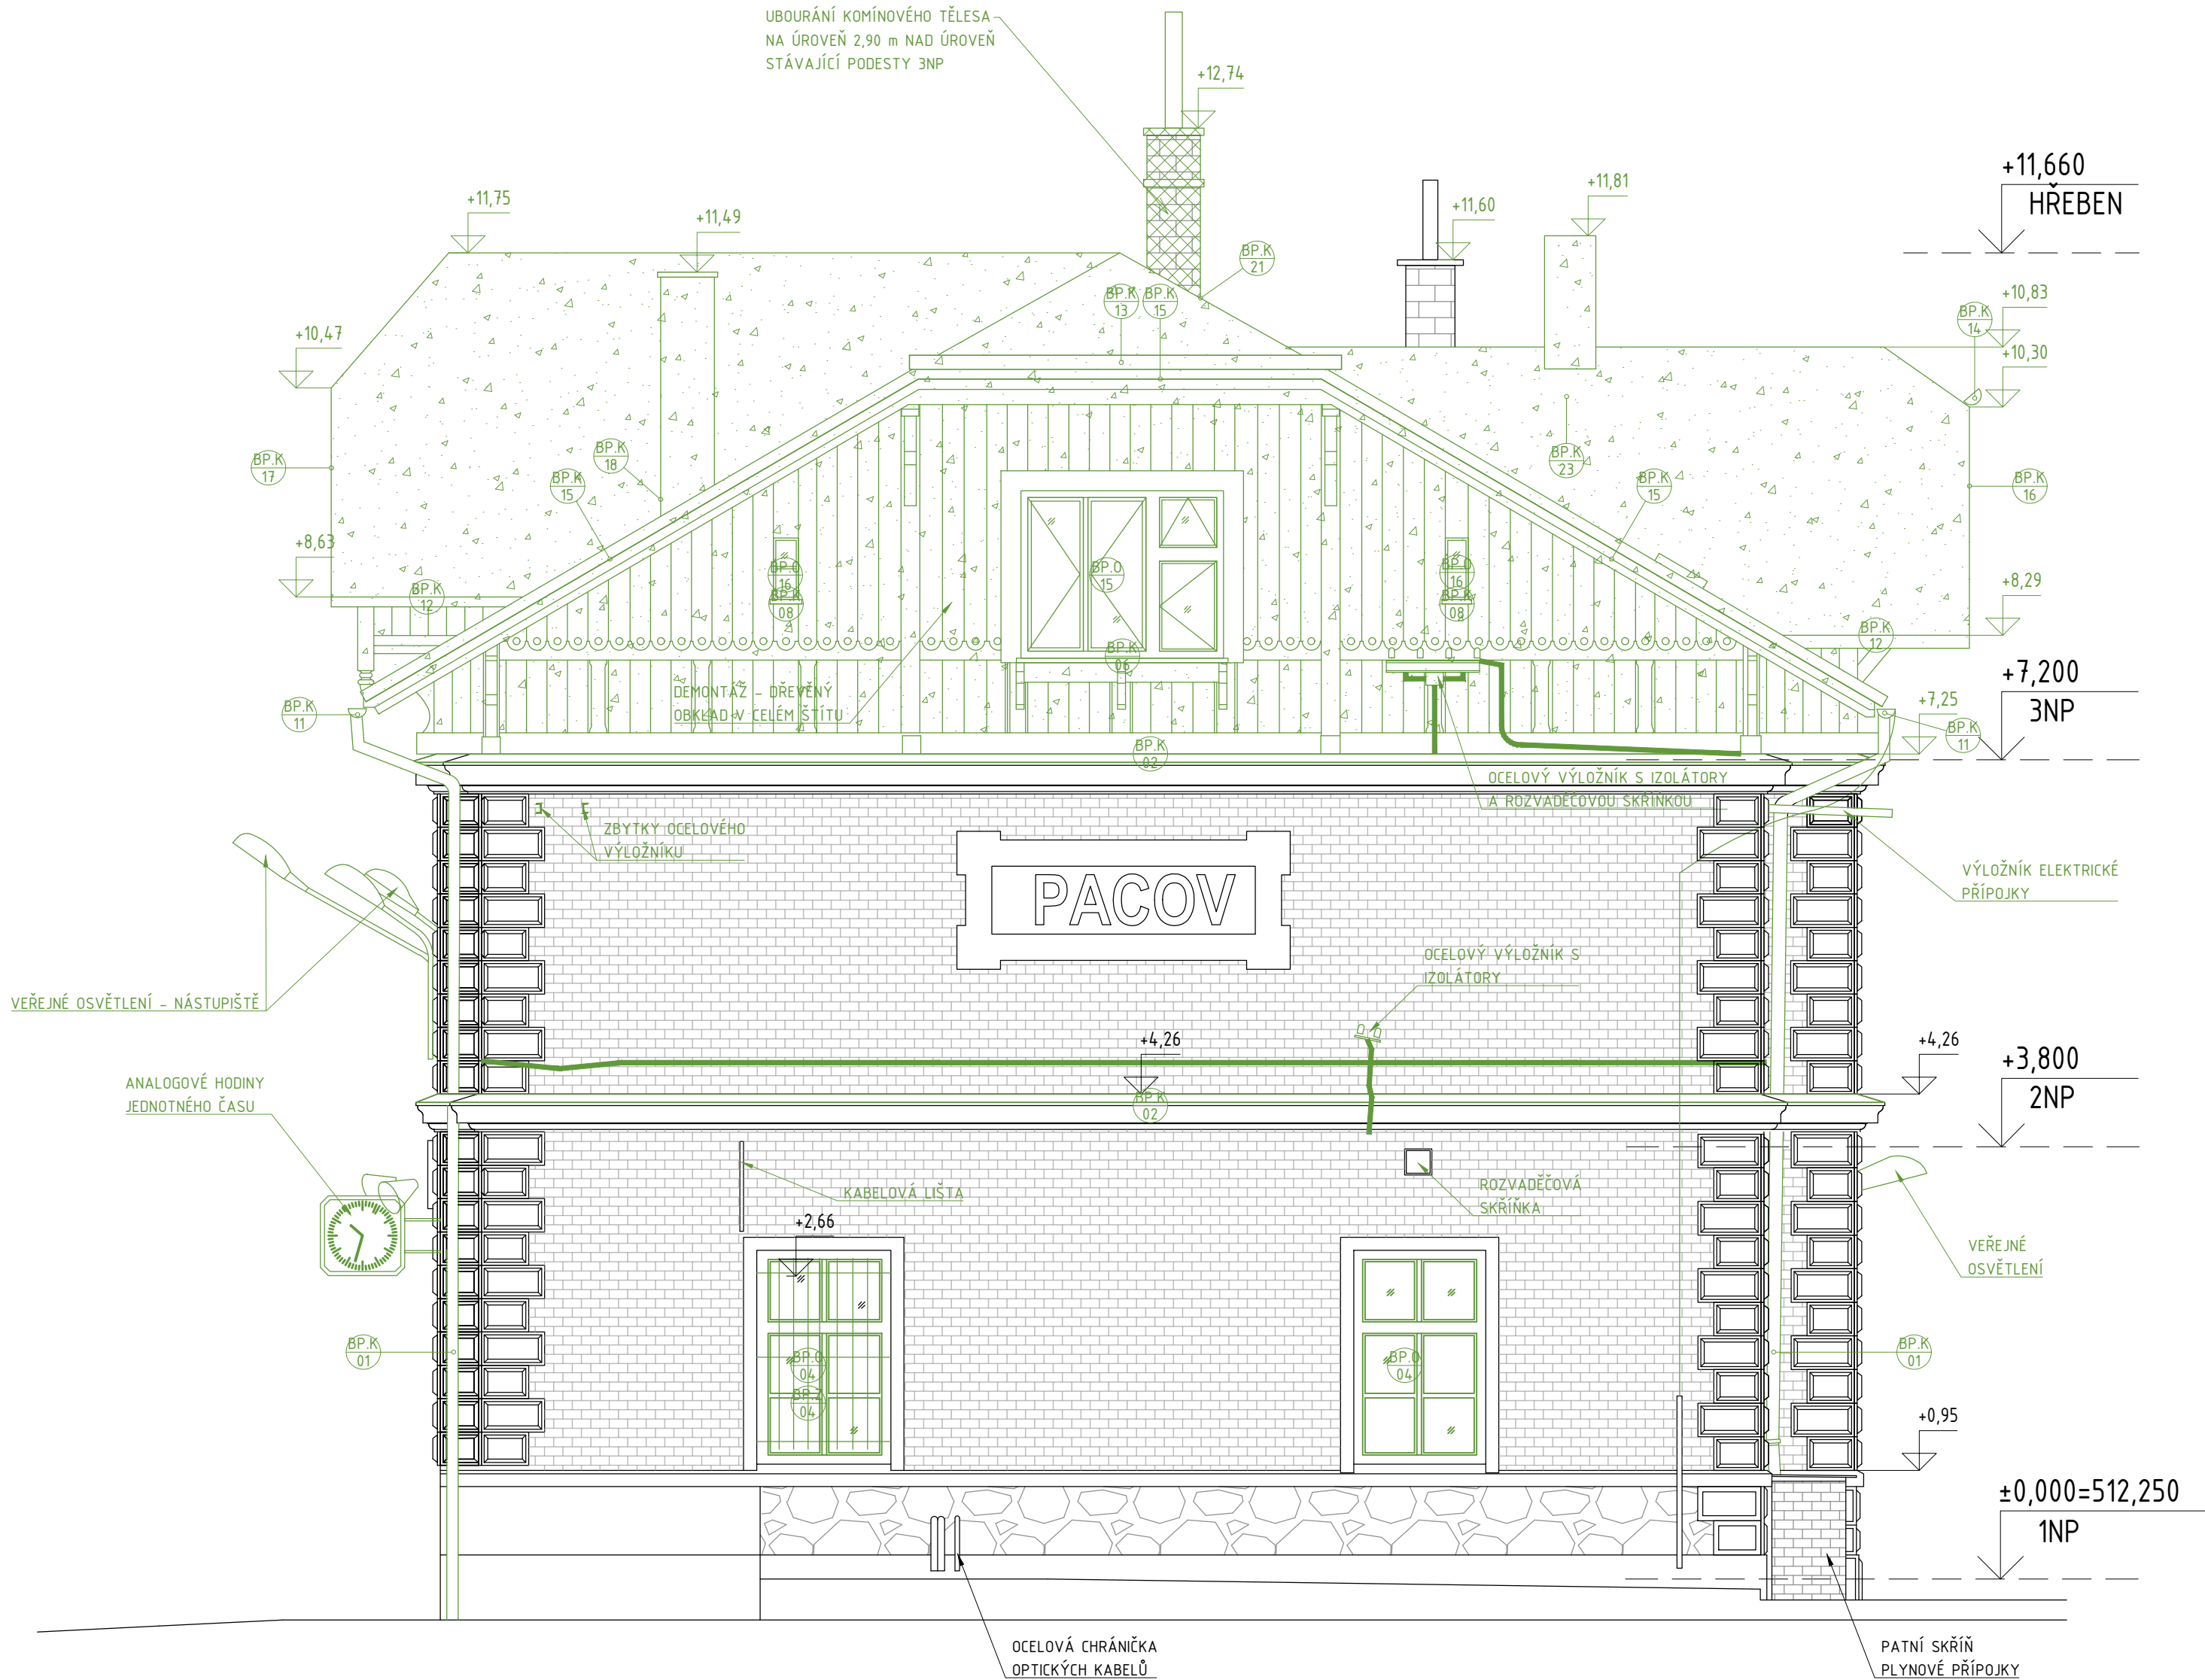 UBOURÁNÍ KOMÍNOVÉHO TĚLESA
NA ÚROVEŇ 2,90 m NAD ÚROVEŇ
STÁVAJÍCÍ PODESTY 3NP
+12,74
+11,660
HŘEBEN
+11,75
+11,49
+11,60
+11,81
BP.K
21
BP.K
13
BP.K
15
+10,83
BP.K
14
+10,47
+10,30
BP.K
17
BP.K
18
BP.K
15
BP.K
23
BP.K
15
BP.K
16
+8,63
BP.K
12
BP.O
16
BP.K
08
BP.O
15
BP.O
16
BP.K
08
+8,29
BP.K
12
BP.K
06
+7,200
3NP
DEMONTÁŽ - DŘEVĚNÝ
OBKLAD V CELÉM ŠTÍTU
BP.K
11
+7,25
BP.K
11
BP.K
02
OCELOVÝ VÝLOŽNÍK S IZOLÁTORY
A ROZVADĚČOVOU SKŘÍŇKOU
ZBYTKY OCELOVÉHO
VÝLOŽNÍKU
PACOV
VÝLOŽNÍK ELEKTRICKÉ
PŘÍPOJKY
OCELOVÝ VÝLOŽNÍK S
IZOLÁTORY
VEŘEJNÉ OSVĚTLENÍ - NÁSTUPIŠTĚ
+4,26
+4,26
+3,800
2NP
ANALOGOVÉ HODINY
JEDNOTNÉHO ČASU
BP.K
02
KABELOVÁ LIŠTA
ROZVADĚČOVÁ
SKŘÍŇKA
+2,66
VEŘEJNÉ
OSVĚTLENÍ
BP.K
01
BP.O
04
BP.Z
04
BP.O
04
BP.K
01
+0,95
±0,000=512,250
1NP
OCELOVÁ CHRÁNIČKA
OPTICKÝCH KABELŮ
PATNÍ SKŘÍŇ
PLYNOVÉ PŘÍPOJKY